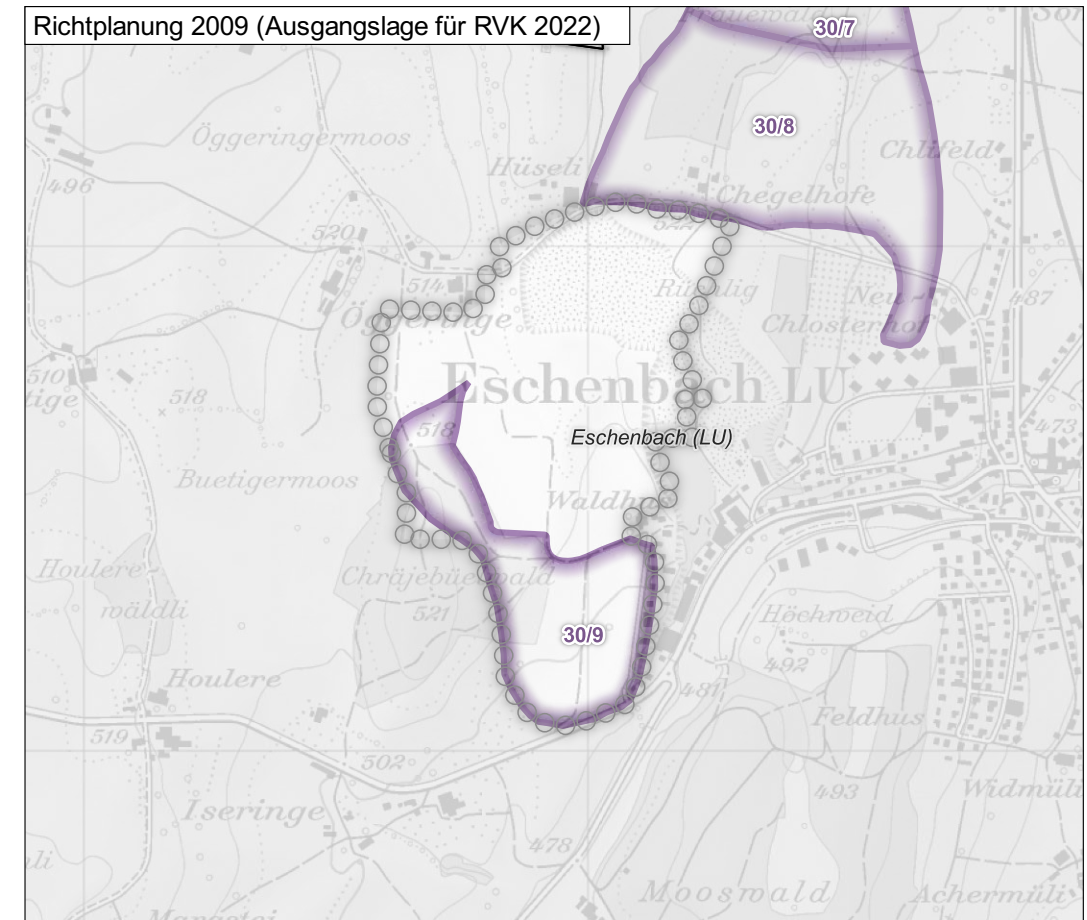 Richtplanung 2009 (Ausgangslage für RVK 2022)
30/7
30/8
Öggeringermoos
Hüseli
Chlifeld
496
Chegelhofe
520
514
Öggeringe
Neu-
487
Chlosterhof
510
518
Eschenbach LU
518
Eschenbach (LU)
473
Buetigermoos
Waldhus
Houlere-
wäldli
Chräjebüelwald
521
Höchweid
30/9
492
Houlere
481
Feldhus
519
502
493
Widmüli
Iseringe
478
Mooswald
Achermüli